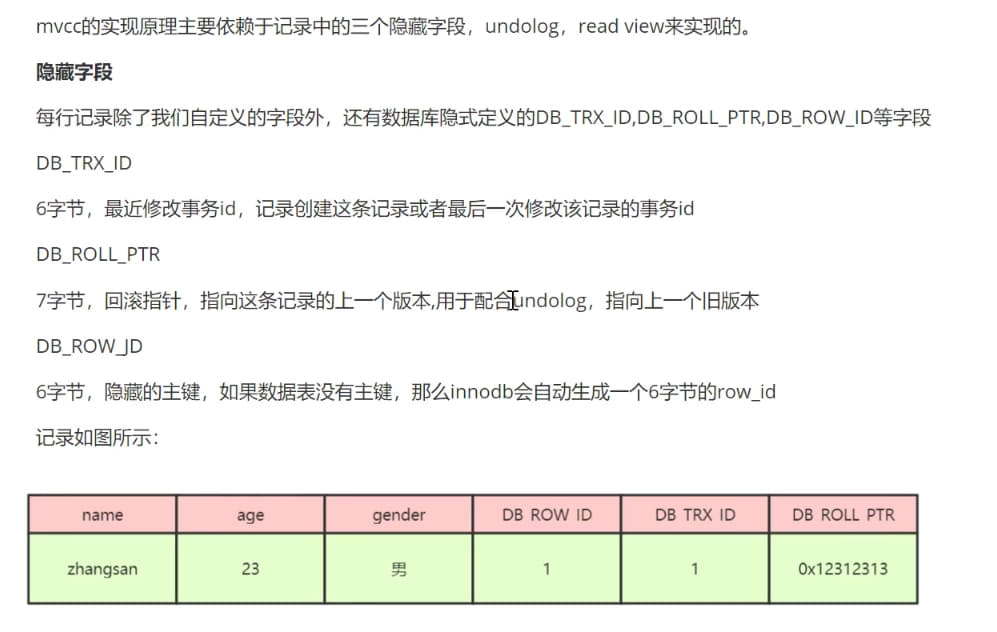 mvcc的实现原理主要依赖于记录中的三个隐藏字段，undolog，read view来实现的。
隐藏字段
每行记录除了我们自定义的字段外，还有数据库隐式定义的DB_TRX_ID,DB_ROLL_PTR,DB_ROW_ID等字段
DB_TRX_ID
6字节，最近修改事务id，记录创建这条记录或者最后一次修改该记录的事务id
DB_ROLL_PTR
7字节，回滚指针，指向这条记录的上一个版本,用于配合undolog，指向上一个旧版本
DB_ROW_JD
6字节，隐藏的主键，如果数据表没有主键，那么innodb会自动生成一个6字节的row_id
记录如图所示：
name age gender DB ROW ID DB TRX ID DB ROLL PTR
zhangsan 23 男 1 1 0x12312313